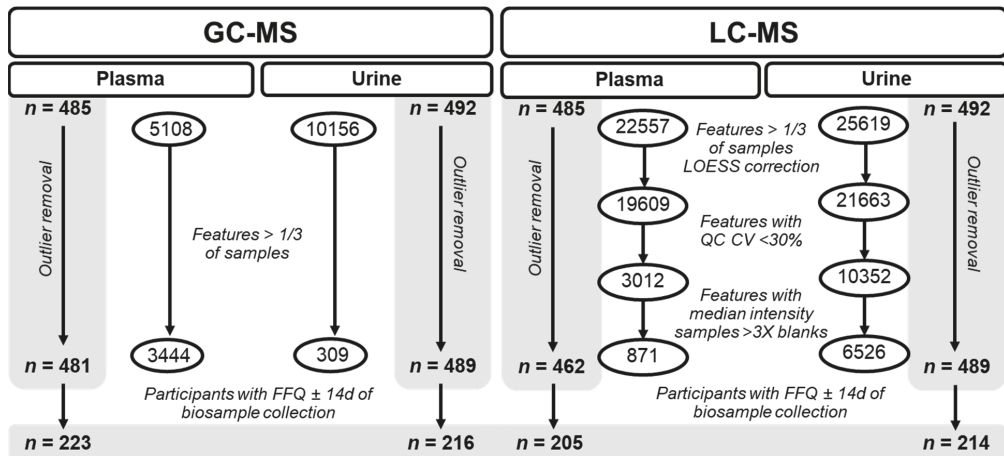 GC-MS
LC-MS
Plasma
Urine
Plasma
Urine
n = 485
5108
10156
n = 492
Outlier removal
Features > 1/3
of samples
Outlier removal
3444
309
n = 481
n = 489
Participants with FFQ ± 14d of
biosample collection
n = 223
n = 216
n = 485
22557
Features > 1/3
of samples
LOESS correction
25619
n = 492
Outlier removal
19609
21663
Outlier removal
Features with
QC CV <30%
3012
10352
Features with
median intensity
samples >3X blanks
871
6526
n = 462
n = 489
Participants with FFQ ± 14d of
biosample collection
n = 205
n = 214